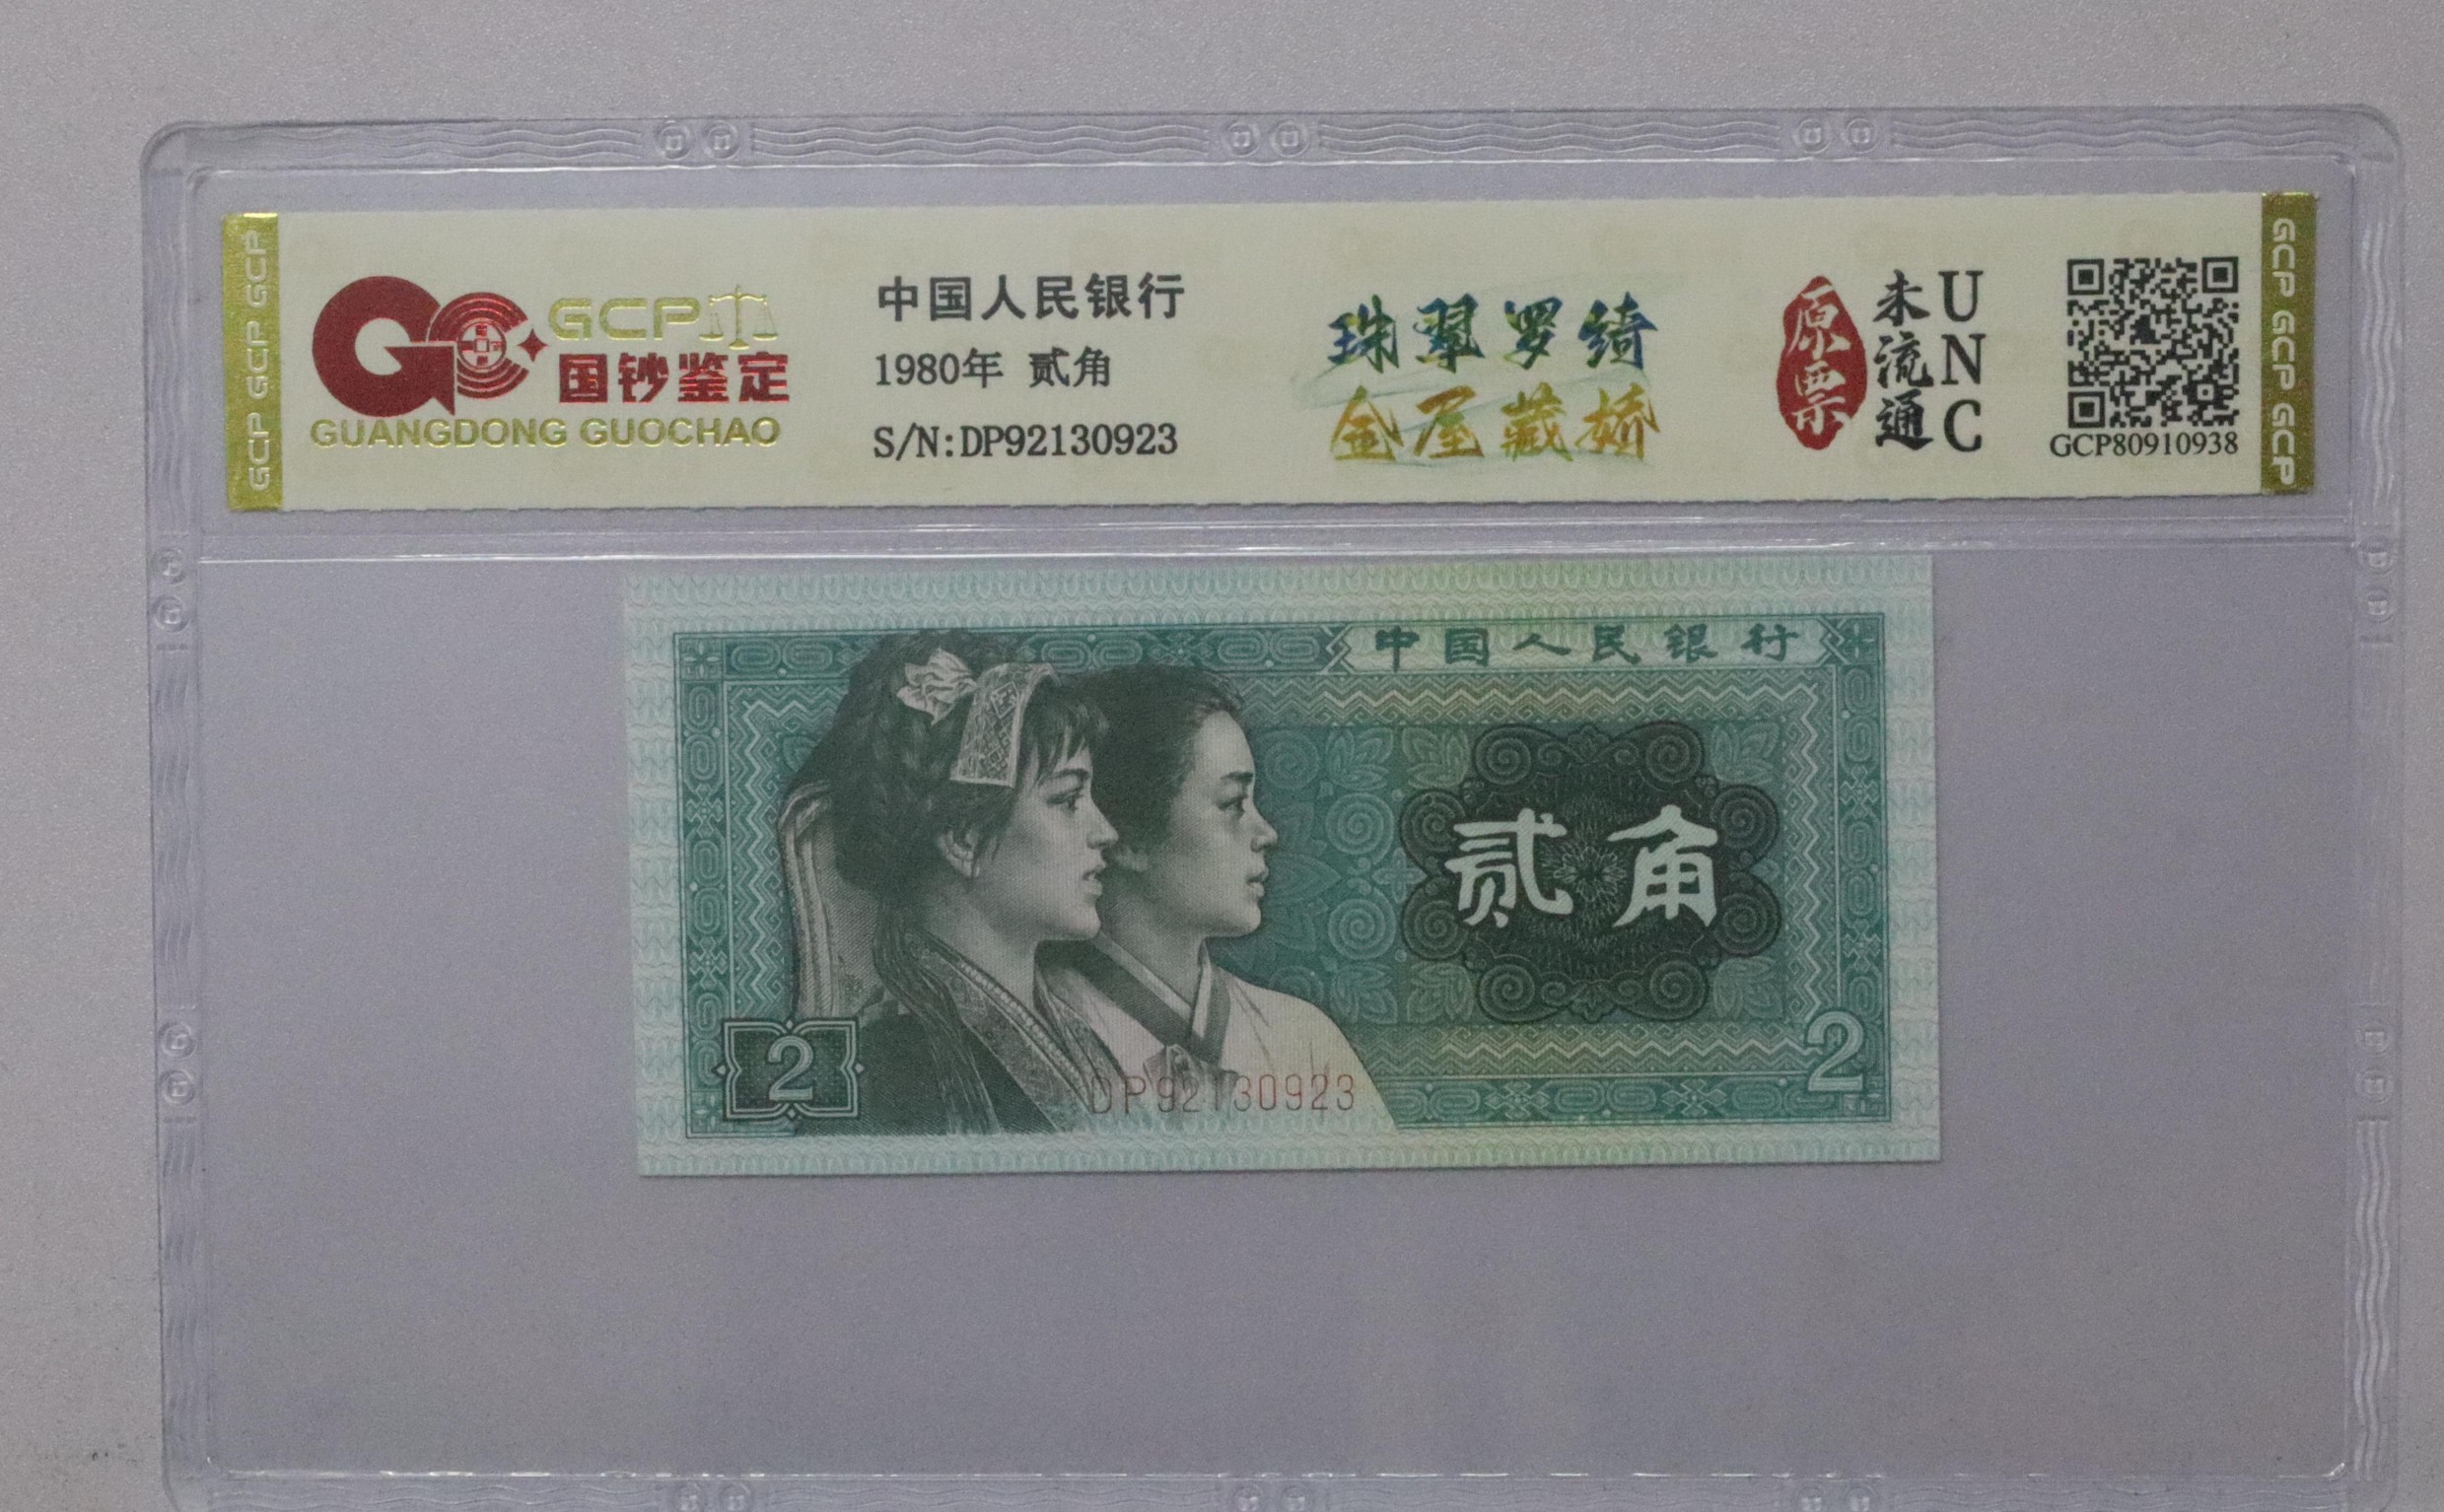 GCP GCP GCP
GCP
国钞鉴定
GUANGDONG GUOCHAO
中国人民银行
1980年 贰角
S/N:DP92130923
珠翠罗绮
金屋藏娇
原票
未流通
UNC
GCP80910938
GCP GCP GCP
中国人民银行
贰角
2
2
DP92130923